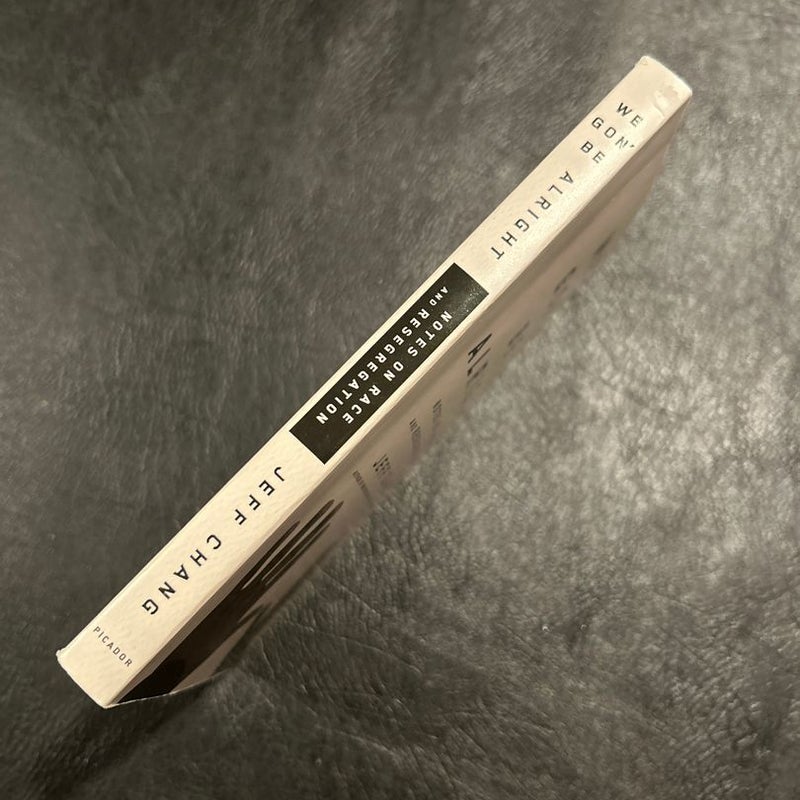 WE
GON'
BE
ALRIGHT
NOTES ON RACE
AND RESEGREGATION
JEFF CHANG
PICADOR